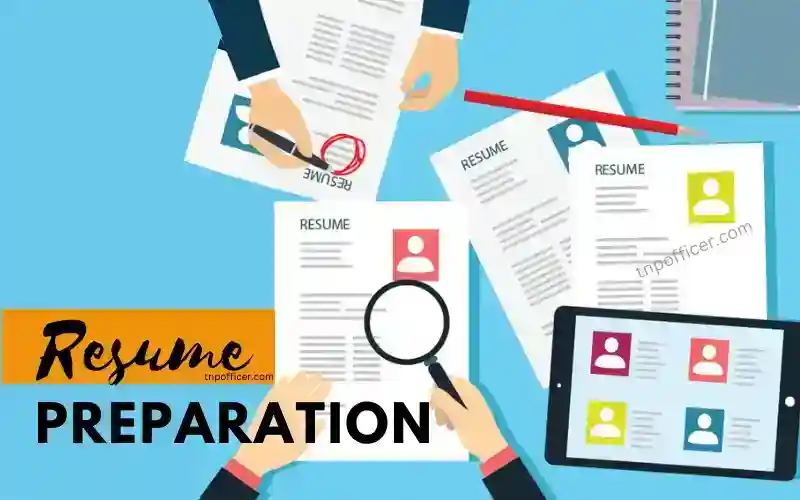 RESUME
RESUME
RESUME
RESUME
tnpofficer.com
Resume
tnpofficer.com
PREPARATION